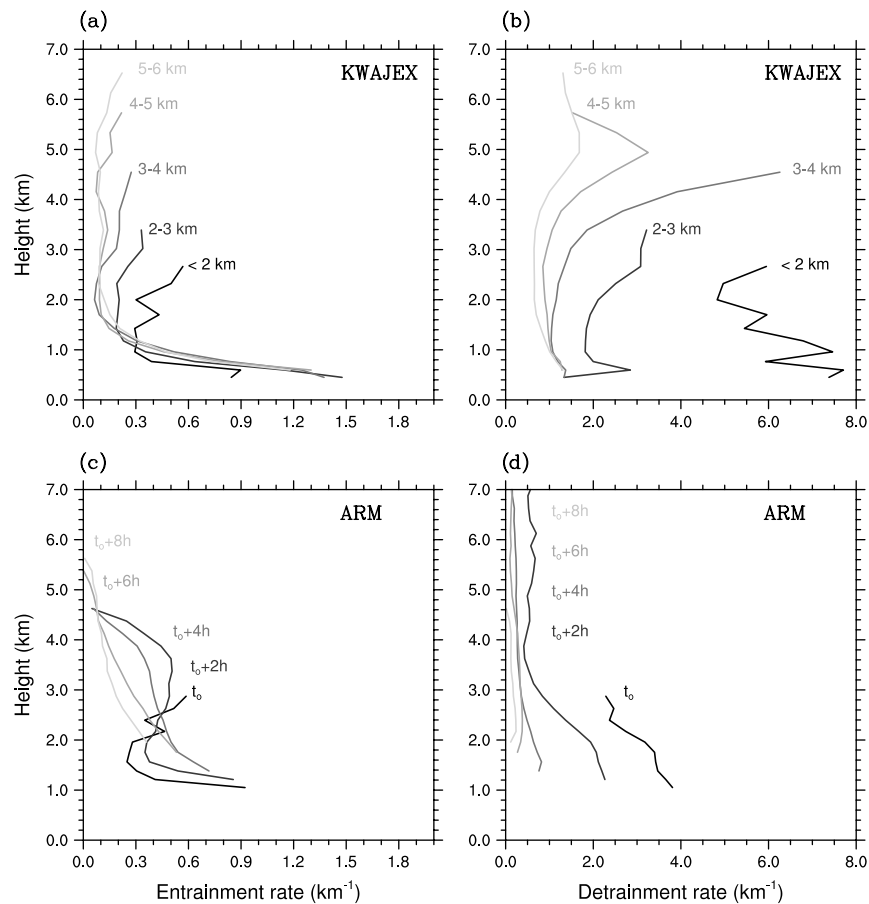 (a) (b)
7.0 6.0 5.0 4.0 3.0 2.0 1.0 0.0
Height (km)
5-6 km
4-5 km
3-4 km
2-3 km
< 2 km
KWAJEX
0.0 0.3 0.6 0.9 1.2 1.5 1.8
7.0 6.0 5.0 4.0 3.0 2.0 1.0 0.0
5-6 km
4-5 km
3-4 km
2-3 km
< 2 km
KWAJEX
0.0 2.0 4.0 6.0 8.0
(c) (d)
7.0 6.0 5.0 4.0 3.0 2.0 1.0 0.0
Height (km)
ARM
tₒ+8h
tₒ+6h
tₒ+4h
tₒ+2h
tₒ
0.0 0.3 0.6 0.9 1.2 1.5 1.8
Entrainment rate (km⁻¹)
7.0 6.0 5.0 4.0 3.0 2.0 1.0 0.0
tₒ+8h
ARM
tₒ+6h
tₒ+4h
tₒ+2h
tₒ
0.0 2.0 4.0 6.0 8.0
Detrainment rate (km⁻¹)